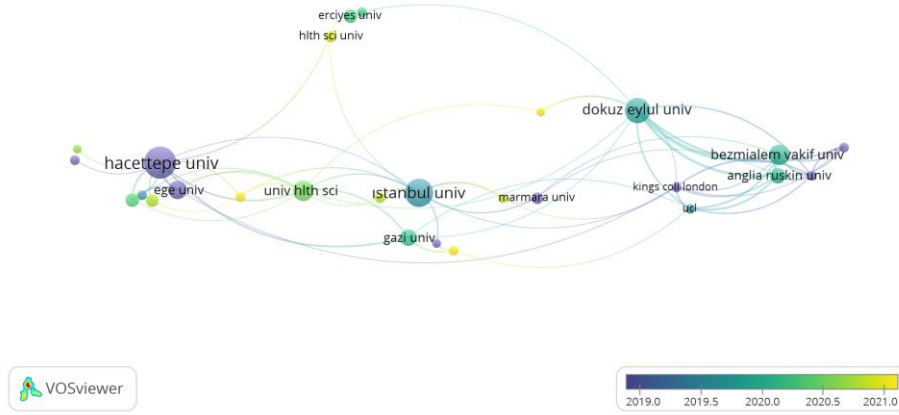 erciyes univ
hlth sci univ
dokuz eylul univ
hacettepe univ
bezmialem vakif univ
anglia ruskin univ
ege univ
univ hlth sci
ıstanbul univ
marmara univ
kings coll london
ucl
gazi univ
VOSviewer
2019.0 2019.5 2020.0 2020.5 2021.0